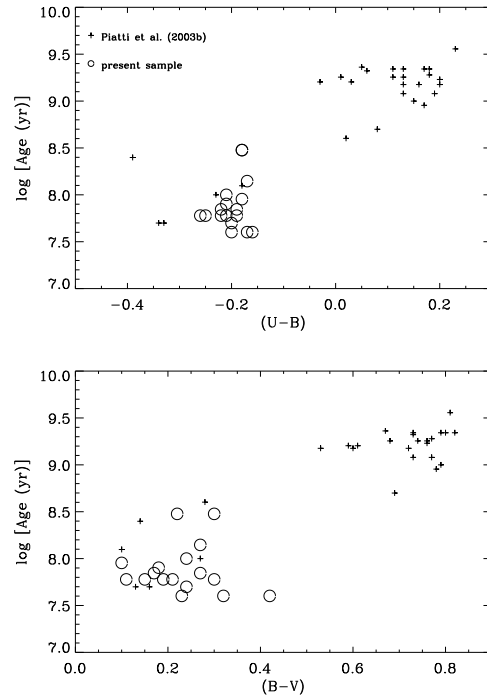 10.0
+ Piatti et al. (2003b)
○ present sample
9.5
9.0
8.5
8.0
7.5
7.0
log [Age (yr)]
−0.4 −0.2 0.0 0.2
(U−B)
10.0
9.5
9.0
8.5
8.0
7.5
7.0
log [Age (yr)]
0.0 0.2 0.4 0.6 0.8
(B−V)